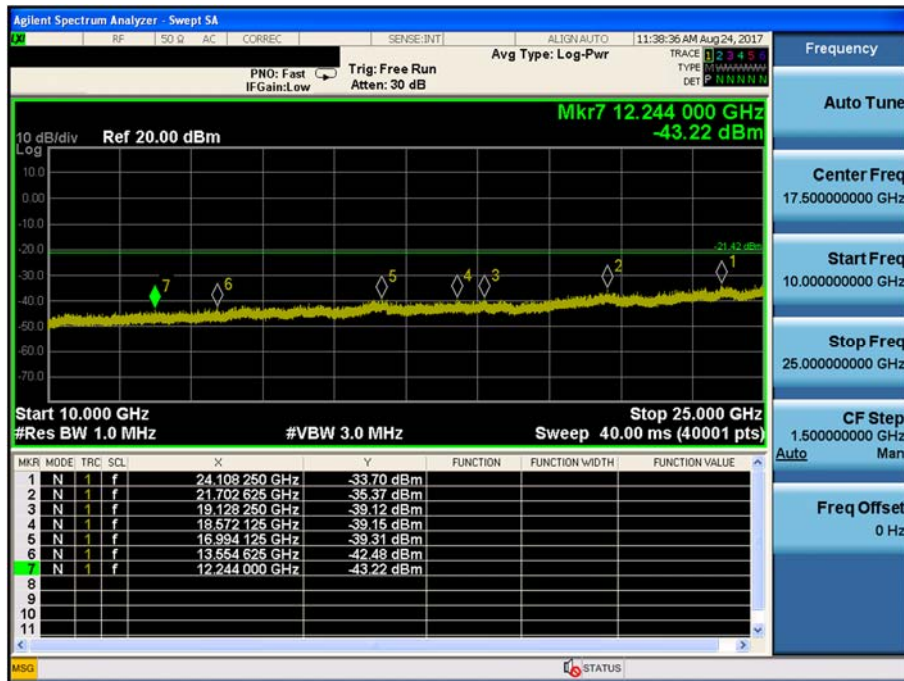 Agilent Spectrum Analyzer - Swept SA
LXI RF 50 Ω AC CORREC SENSE:INT ALIGN AUTO 11:38:36 AM Aug 24, 2017
Frequency
PNO: Fast
IFGain:Low
Trig: Free Run
Atten: 30 dB
Avg Type: Log-Pwr
TRACE 1 2 3 4 5 6
TYPE M W W W W W
DET P N N N N N
Auto Tune
Mkr7 12.244 000 GHz
-43.22 dBm
10 dB/div Ref 20.00 dBm
Log
10.0
0.00
-10.0
-20.0
-30.0
-40.0
-50.0
-60.0
-70.0
-21.42 dBm
7 6 5 4 3 2 1
Center Freq
17.500000000 GHz
Start Freq
10.000000000 GHz
Stop Freq
25.000000000 GHz
CF Step
1.500000000 GHz
Auto Man
Freq Offset
0 Hz
Start 10.000 GHz Stop 25.000 GHz
#Res BW 1.0 MHz #VBW 3.0 MHz Sweep 40.00 ms (40001 pts)
MKR MODE TRC SCL X Y FUNCTION FUNCTION WIDTH FUNCTION VALUE
1 N 1 f 24.108 250 GHz -33.70 dBm
2 N 1 f 21.702 625 GHz -35.37 dBm
3 N 1 f 19.128 250 GHz -39.12 dBm
4 N 1 f 18.572 125 GHz -39.15 dBm
5 N 1 f 16.994 125 GHz -39.31 dBm
6 N 1 f 13.554 625 GHz -42.48 dBm
7 N 1 f 12.244 000 GHz -43.22 dBm
8
9
10
11
MSG STATUS